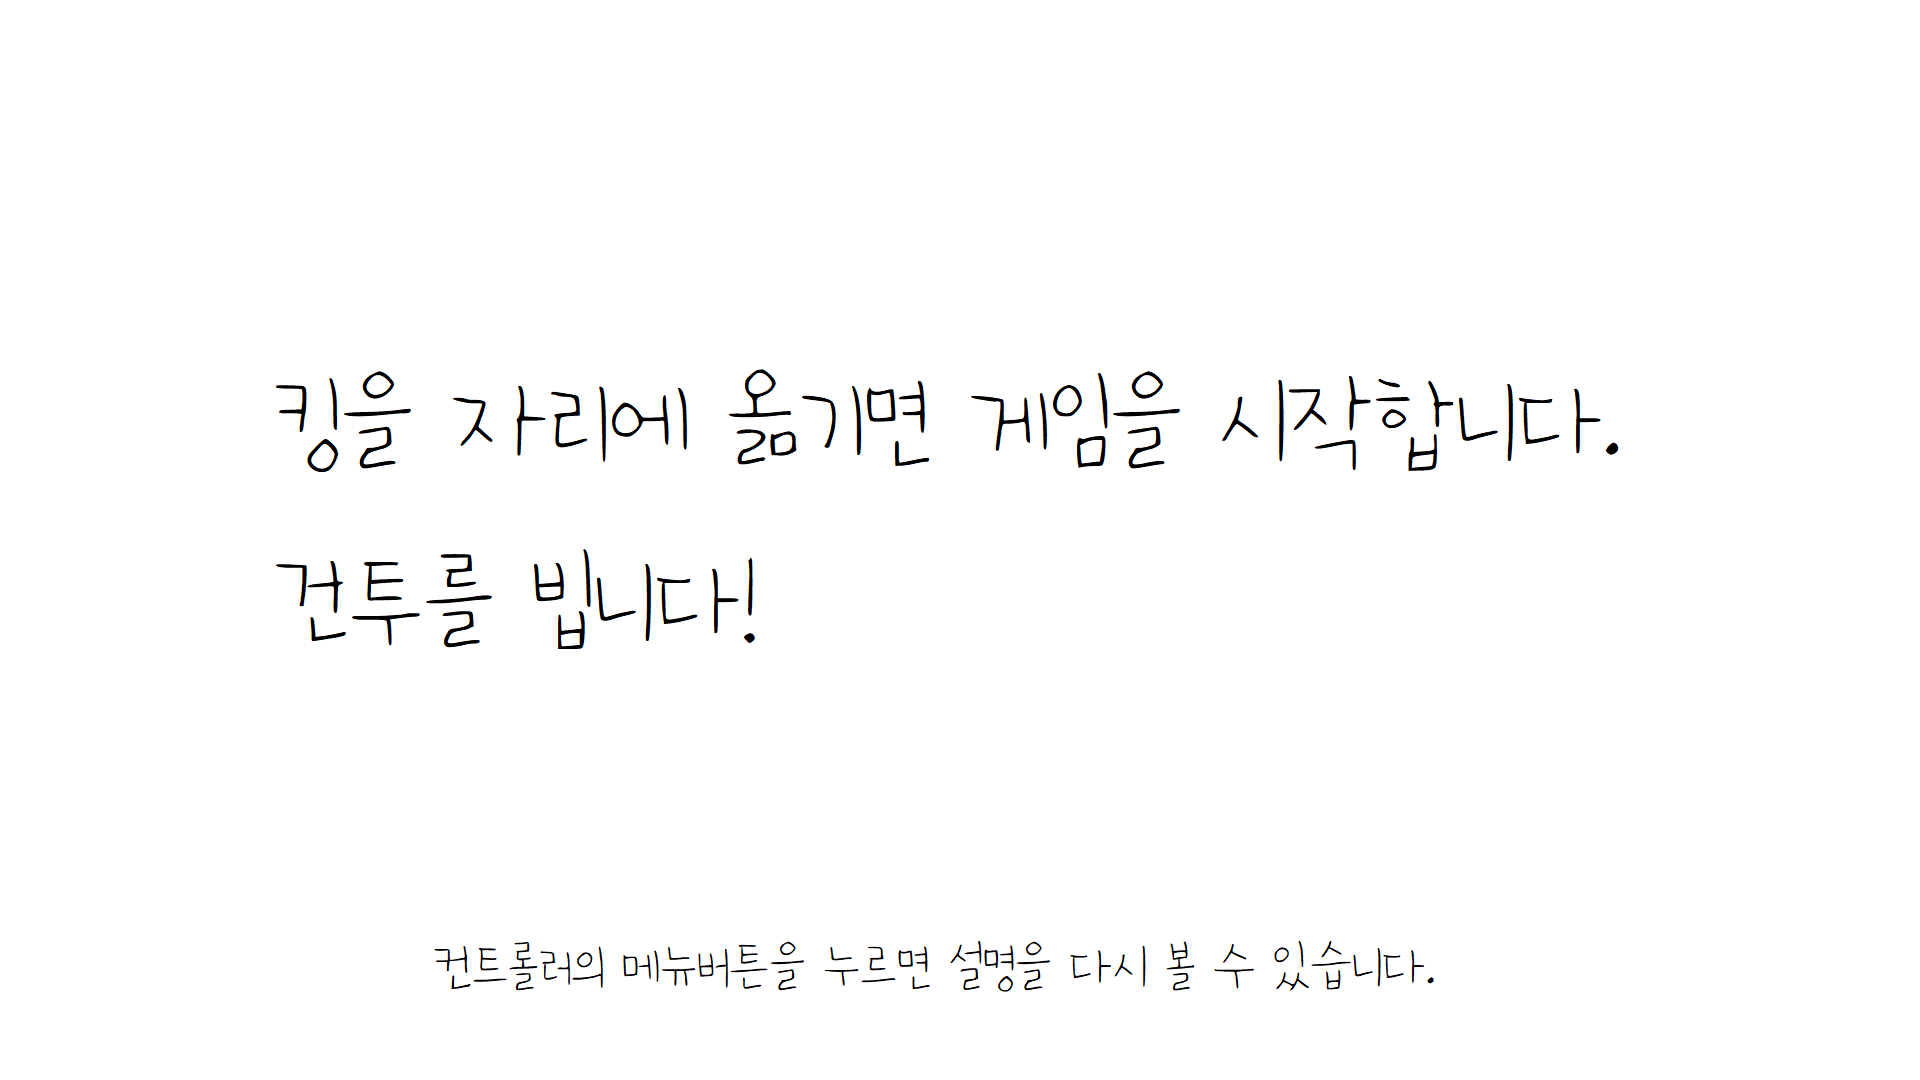 킹을 자리에 옮기면 게임을 시작합니다.
건투를 빕니다!
컨트롤러의 메뉴버튼을 누르면 설명을 다시 볼 수 있습니다.